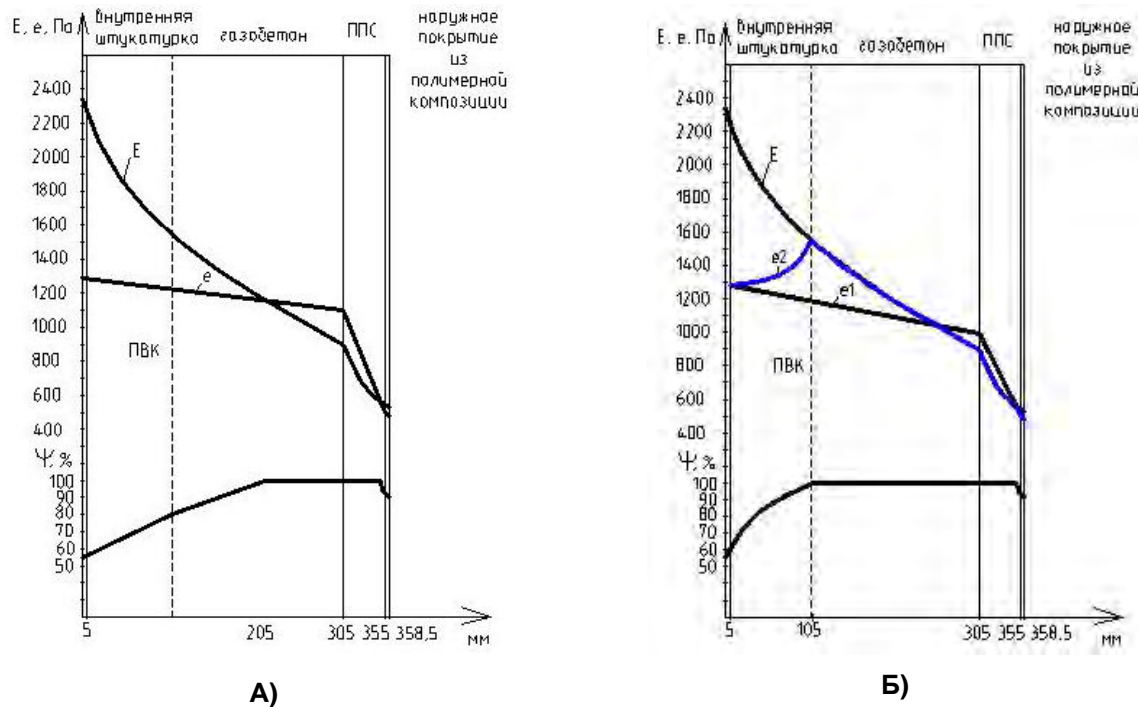 E, e, Па
внутренняя
штукатурка
газобетон
ППС
наружное
покрытие
из
полимерной
композиции
2400
2200
2000
1800
1600
1400
1200
1000
800
600
400
E
e
ПВК
Ψ, %
100
90
80
70
60
50
5
205
305
355
358,5
мм
А)
E, e, Па
внутренняя
штукатурка
газобетон
ППС
наружное
покрытие
из
полимерной
композиции
2400
2200
2000
1800
1600
1400
1200
1000
800
600
400
E
e2
e1
ПВК
Ψ, %
100
90
80
70
60
50
5
105
305
355
358,5
мм
Б)